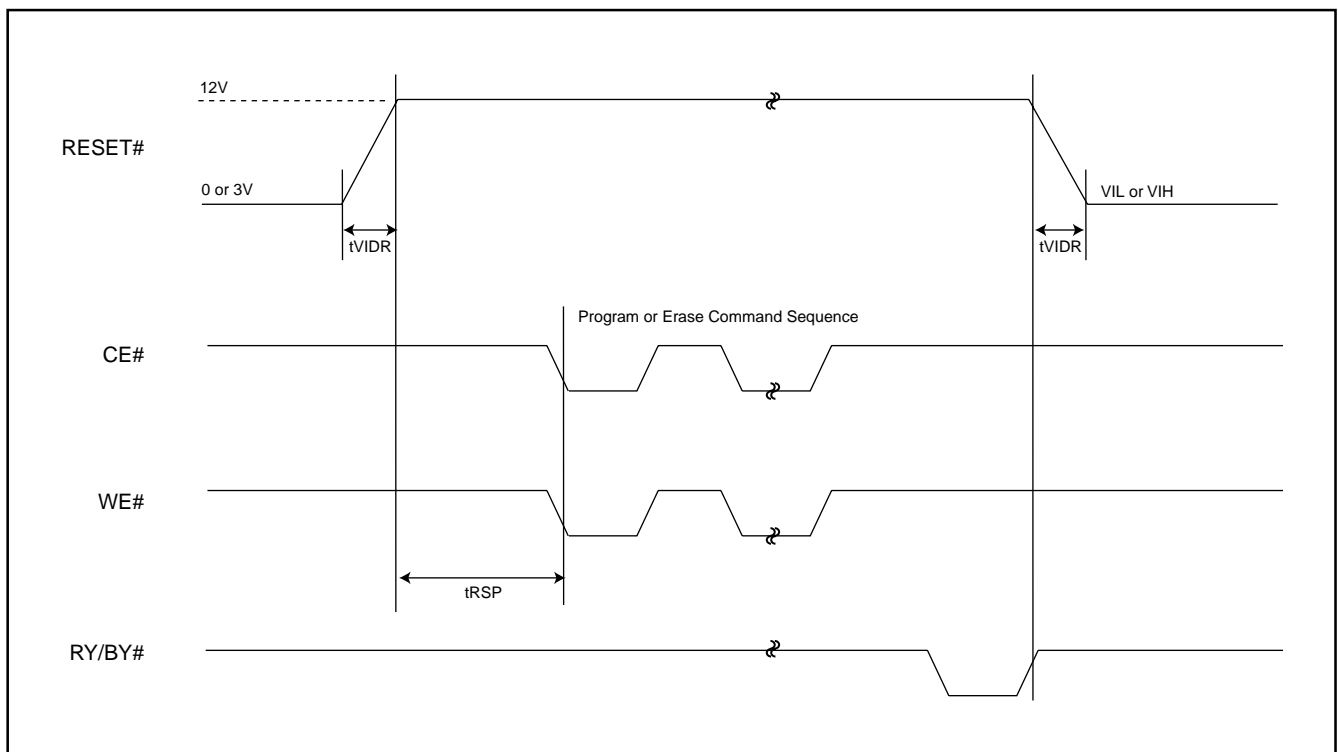 12V
RESET#
0 or 3V
VIL or VIH
tVIDR
tVIDR
Program or Erase Command Sequence
CE#
WE#
tRSP
RY/BY#